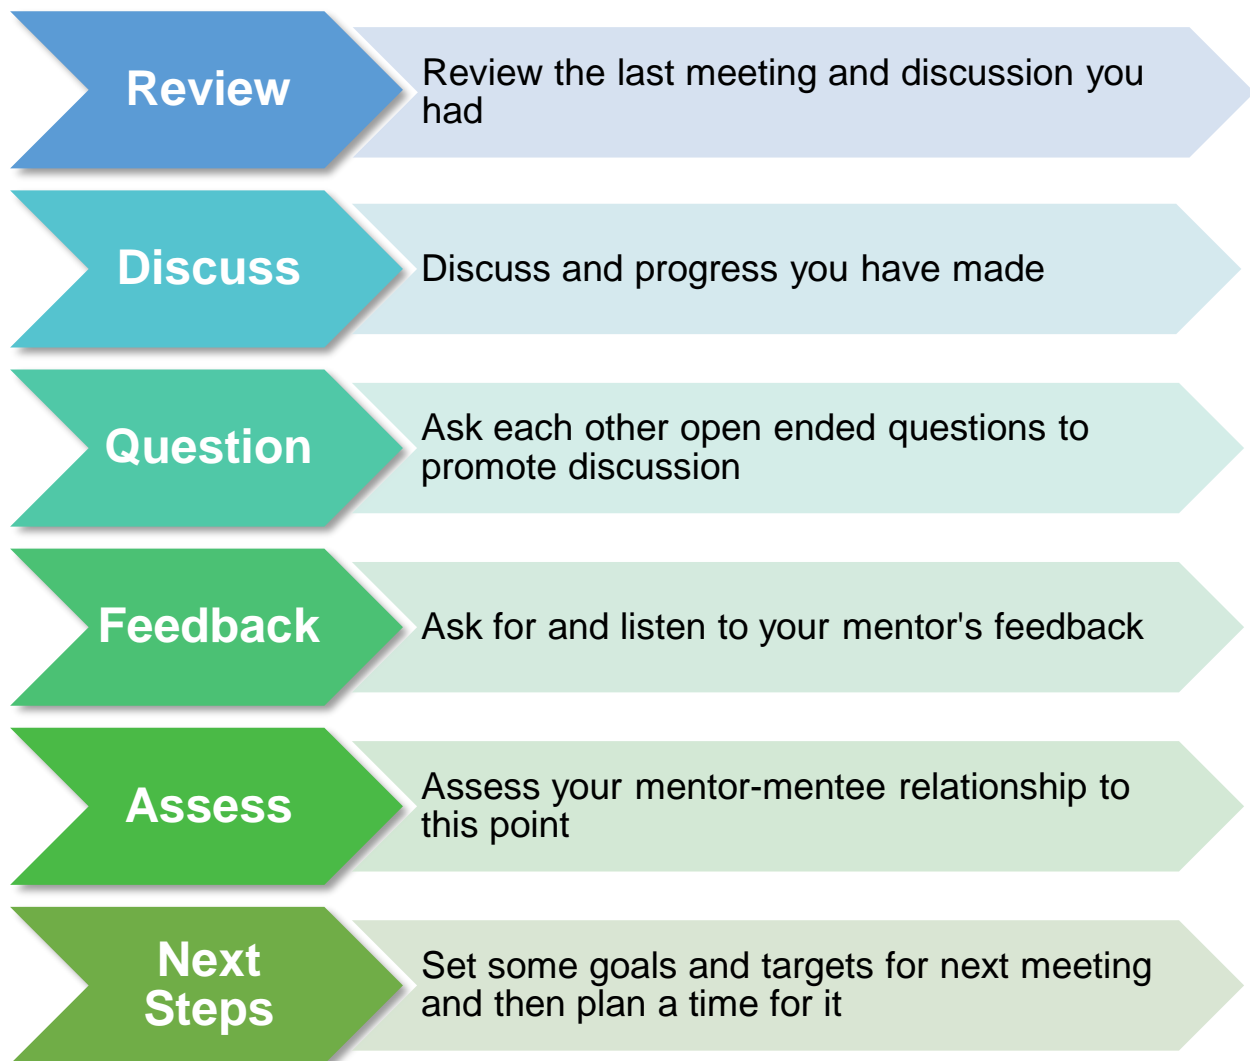 Review
Review the last meeting and discussion you
had
Discuss
Discuss and progress you have made
Question
Ask each other open ended questions to
promote discussion
Feedback
Ask for and listen to your mentor's feedback
Assess
Assess your mentor-mentee relationship to
this point
Next
Steps
Set some goals and targets for next meeting
and then plan a time for it